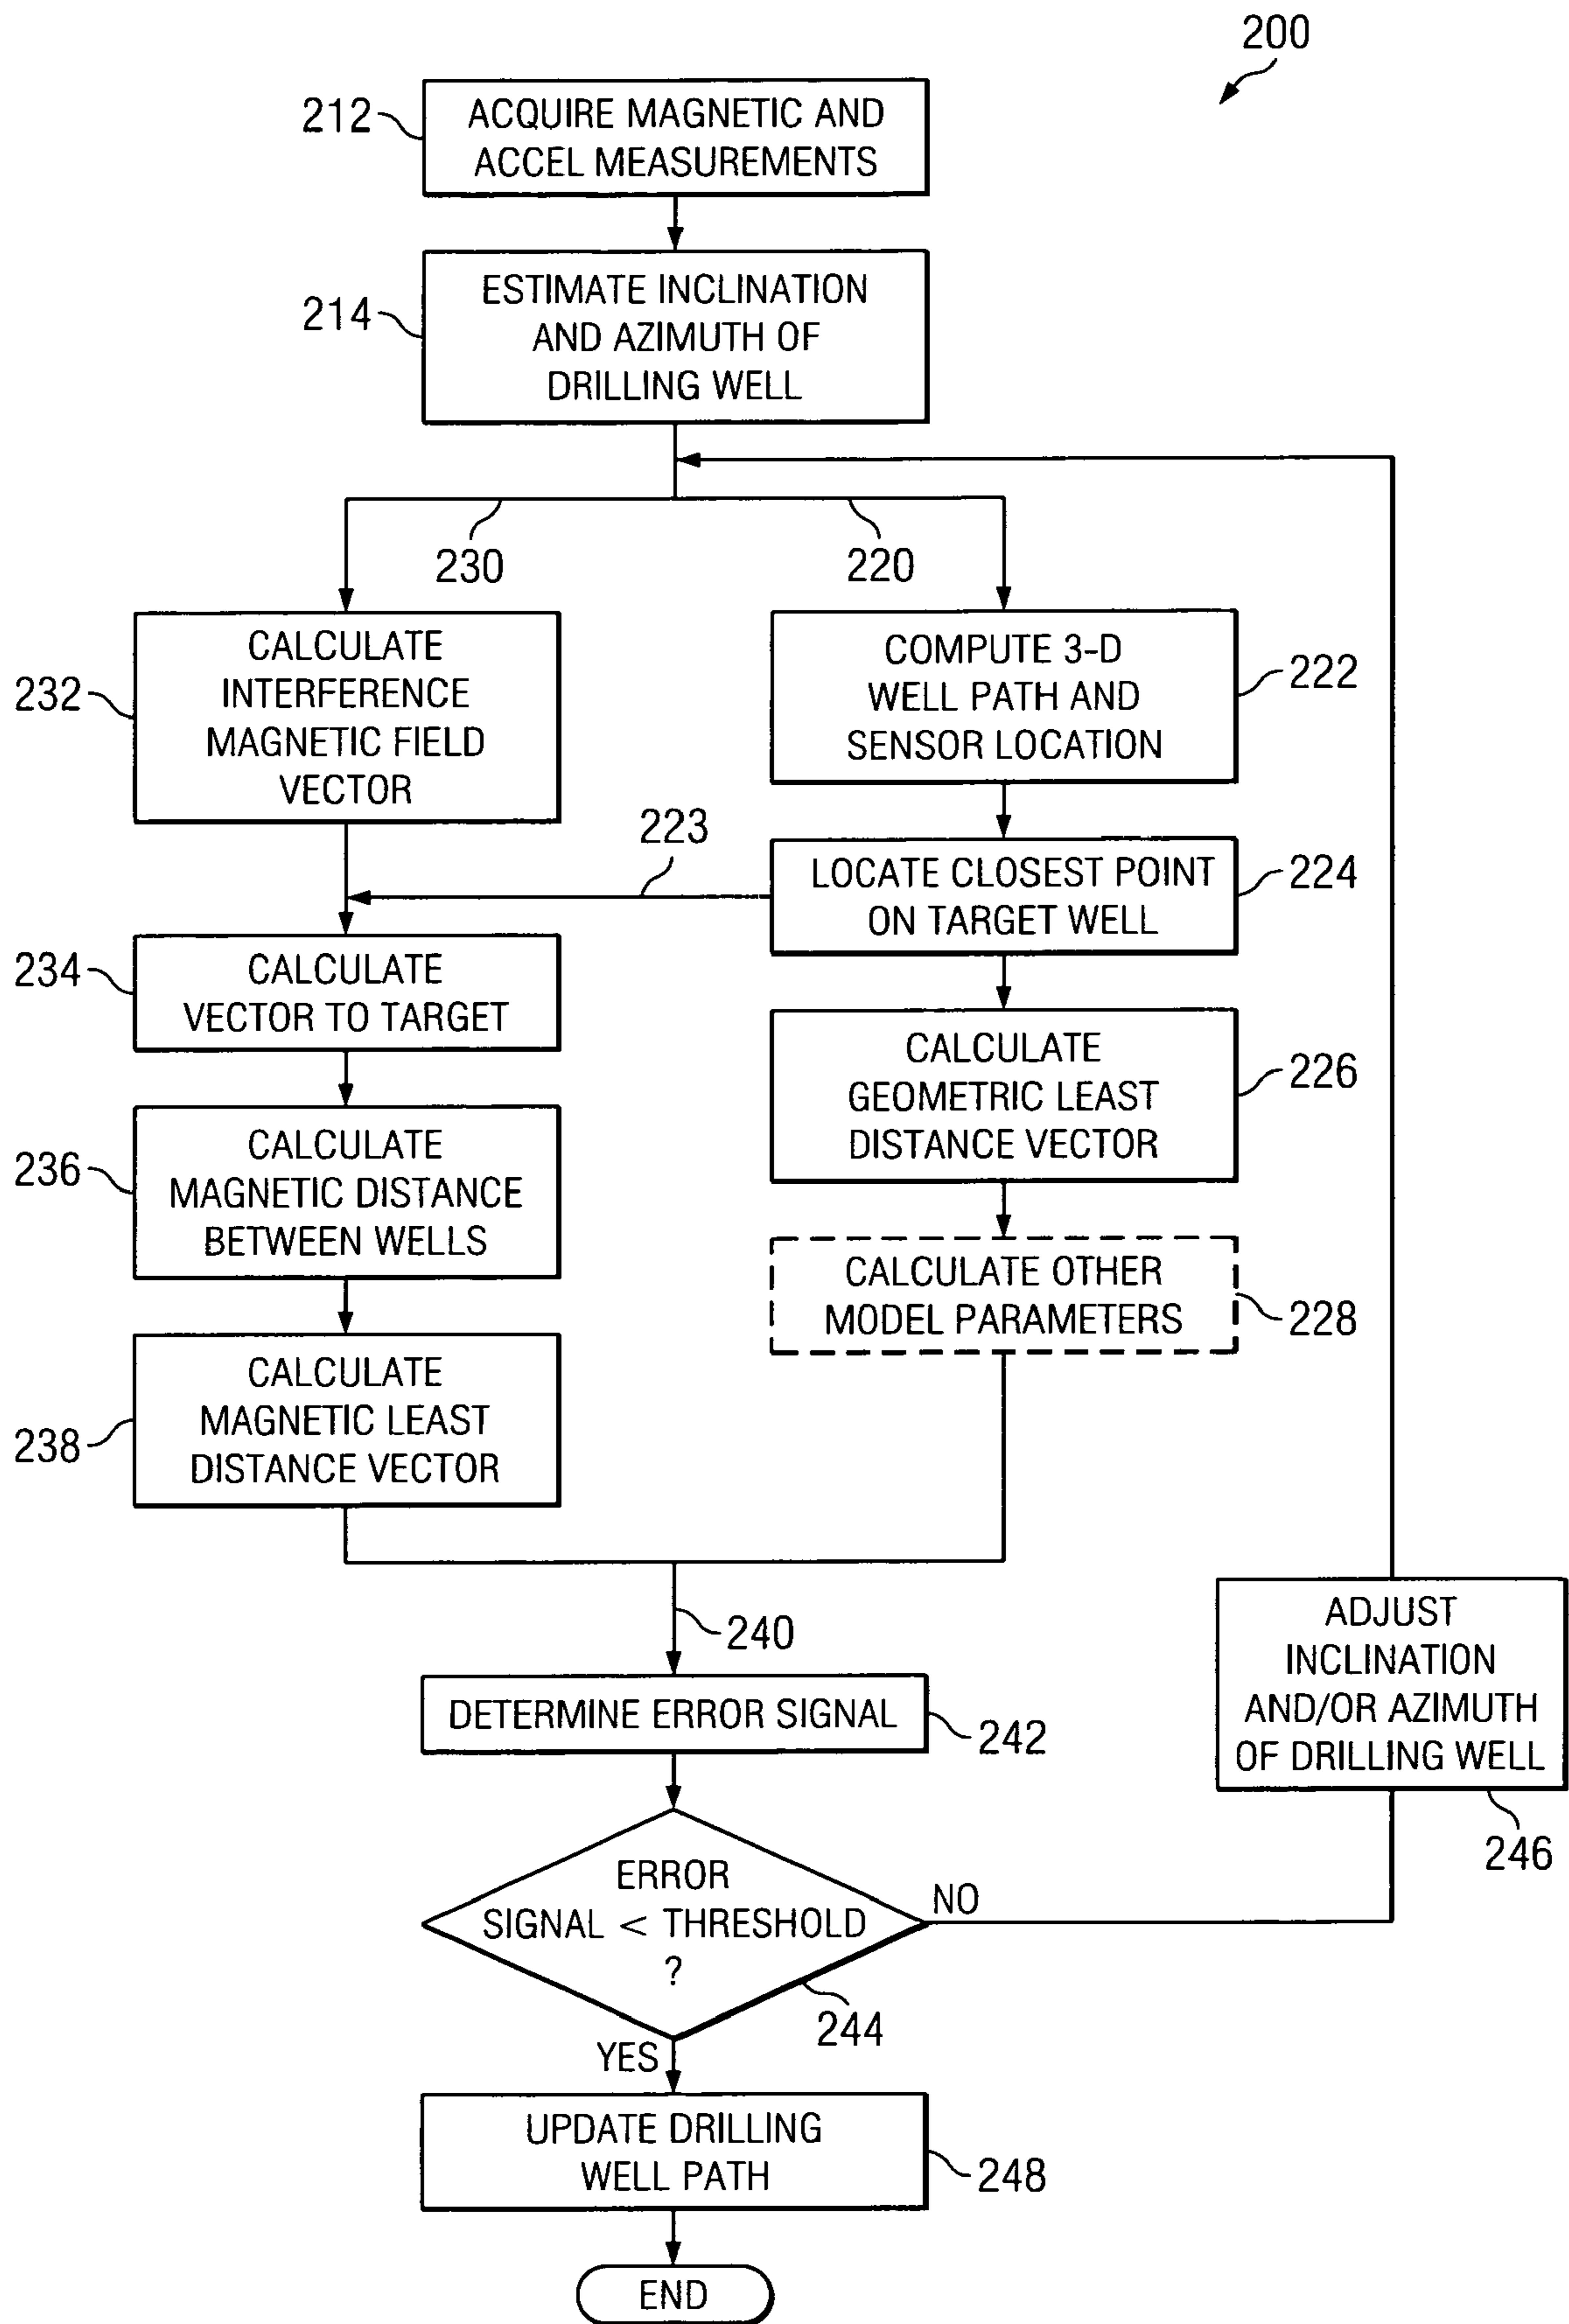 200
212
ACQUIRE MAGNETIC AND
ACCEL MEASUREMENTS
214
ESTIMATE INCLINATION
AND AZIMUTH OF
DRILLING WELL
230
220
232
CALCULATE
INTERFERENCE
MAGNETIC FIELD
VECTOR
COMPUTE 3-D
WELL PATH AND
SENSOR LOCATION
222
223
LOCATE CLOSEST POINT
ON TARGET WELL
224
234
CALCULATE
VECTOR TO TARGET
CALCULATE
GEOMETRIC LEAST
DISTANCE VECTOR
226
236
CALCULATE
MAGNETIC DISTANCE
BETWEEN WELLS
CALCULATE OTHER
MODEL PARAMETERS
228
238
CALCULATE
MAGNETIC LEAST
DISTANCE VECTOR
240
ADJUST
INCLINATION
AND/OR AZIMUTH
OF DRILLING WELL
246
DETERMINE ERROR SIGNAL
242
ERROR
SIGNAL < THRESHOLD
?
NO
244
YES
UPDATE DRILLING
WELL PATH
248
END